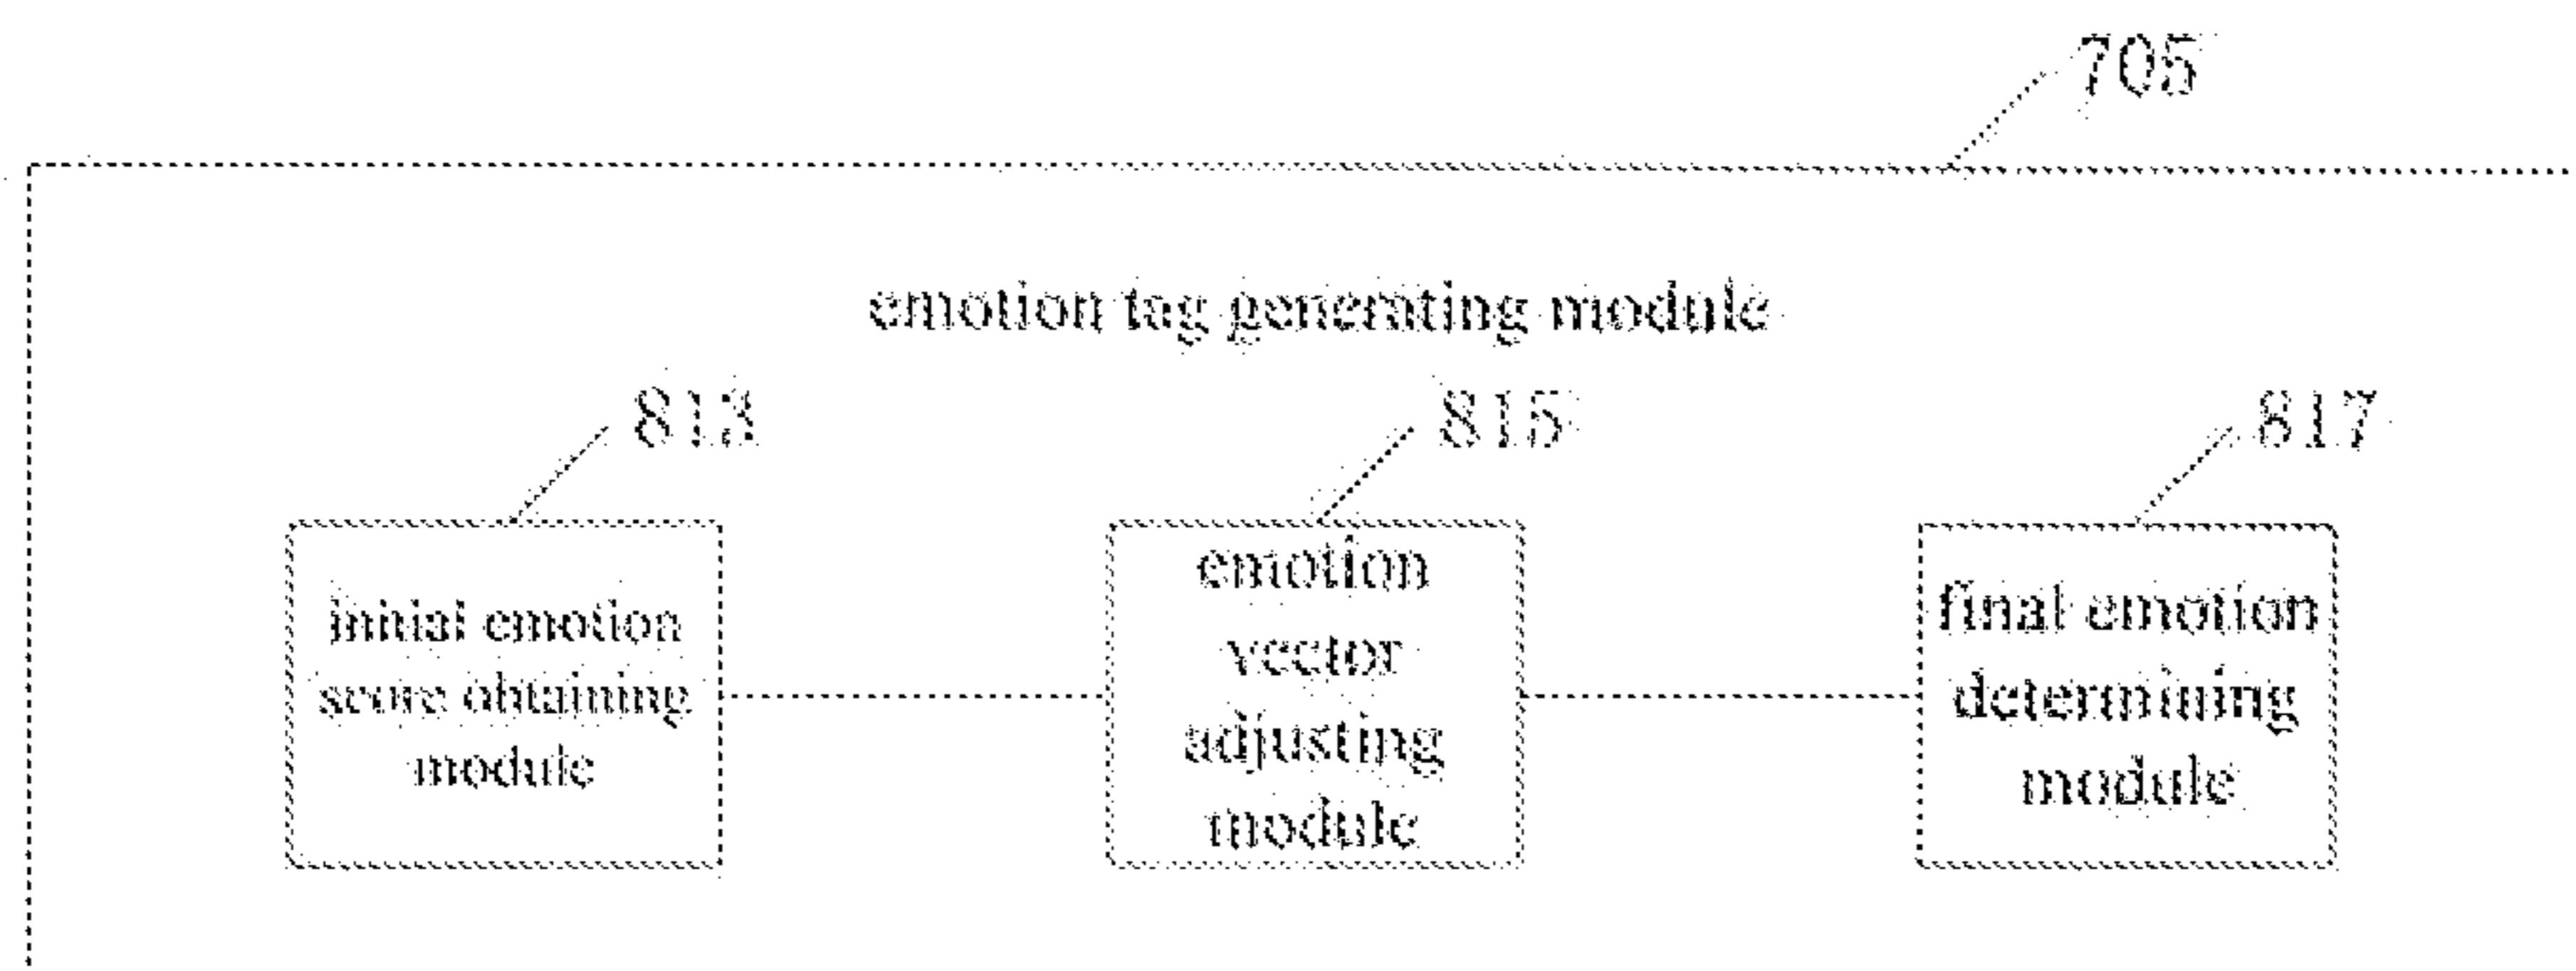 705
emotion tag generating module
813
815
817
initial emotion
score obtaining
module
emotion
vector
adjusting
module
final emotion
determining
module